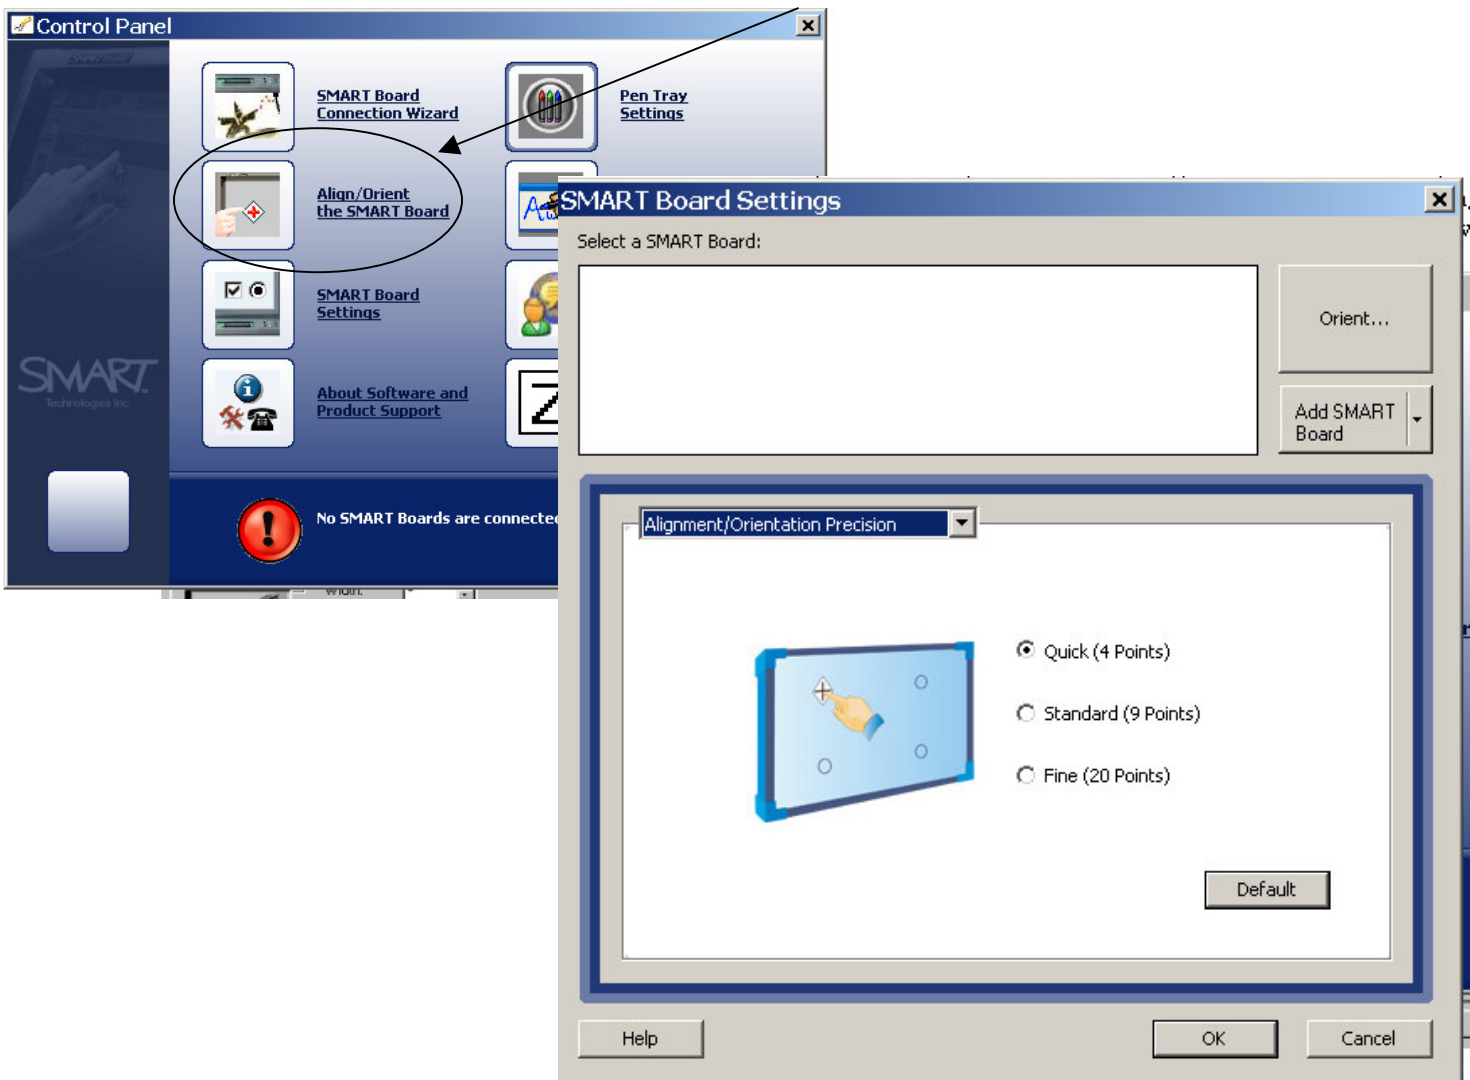 Control Panel
SMART Board
Connection Wizard
Pen Tray
Settings
Align/Orient
the SMART Board
SMART Board
Settings
About Software and
Product Support
SMART
Technologies Inc.
No SMART Boards are connected
Width:
SMART Board Settings
Select a SMART Board:
Orient...
Add SMART
Board
Alignment/Orientation Precision
Quick (4 Points)
Standard (9 Points)
Fine (20 Points)
Default
Help
OK
Cancel